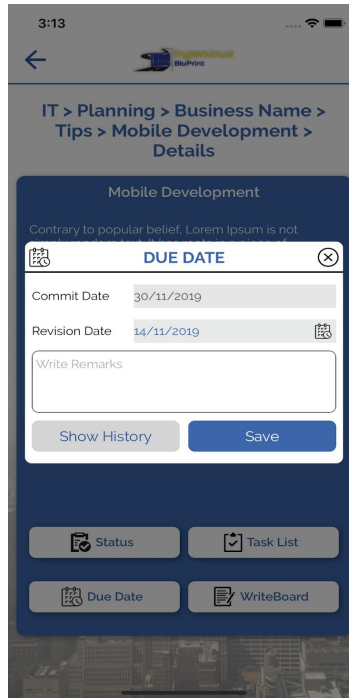 3:13
Ingenious
BluPrint
IT > Planning > Business Name >
Tips > Mobile Development >
Details
Mobile Development
Contrary to popular belief, Lorem Ipsum is not
DUE DATE
Commit Date 30/11/2019
Revision Date 14/11/2019
Write Remarks
Show History Save
Status Task List
Due Date WriteBoard